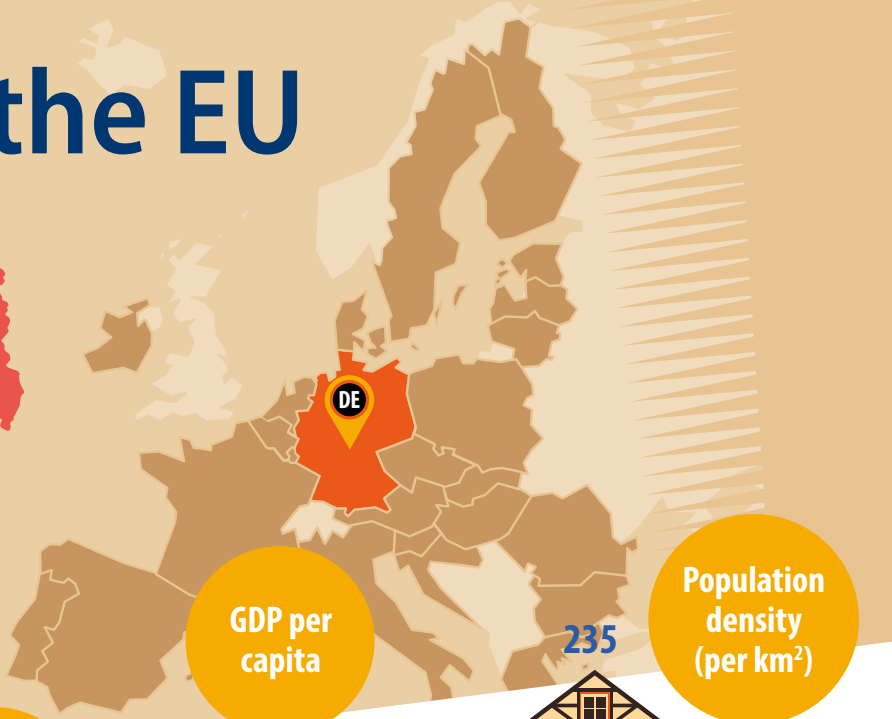 the EU
DE
GDP per
capita
235
Population
density
(per km²)